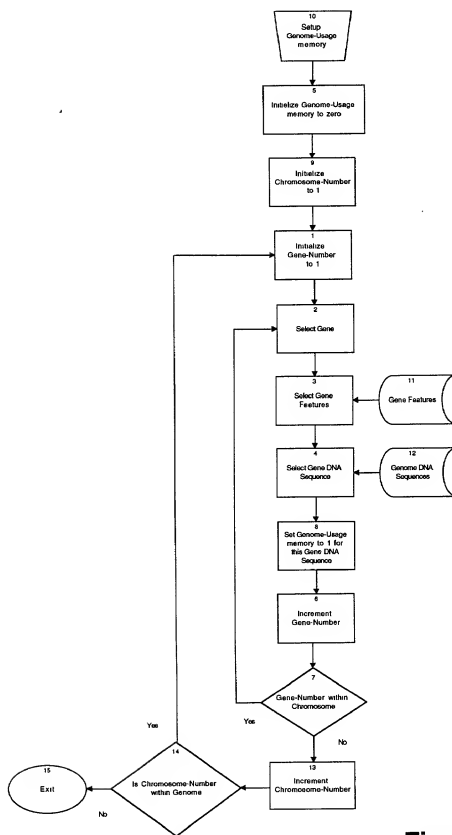 10
Setup
Genome-Usage
memory
5
Initialize Genome-Usage
memory to zero
9
Initialize
Chromosome-Number
to 1
1
Initialize
Gene-Number
to 1
2
Select Gene
3
Select Gene
Features
11
Gene Features
4
Select Gene DNA
Sequence
12
Genome DNA
Sequences
8
Set Genome-Usage
memory to 1 for
this Gene DNA
Sequence
6
Increment
Gene-Number
7
Gene-Number within
Chromosome
Yes
No
13
Increment
Chromosome-Number
Yes
14
Is Chromosome-Number
within Genome
No
15
Exit